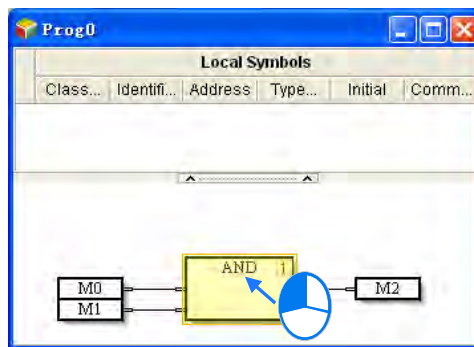 Prog0
Local Symbols
Class... Identifi... Address Type... Initial Comm...
AND 1
M0 M2
M1